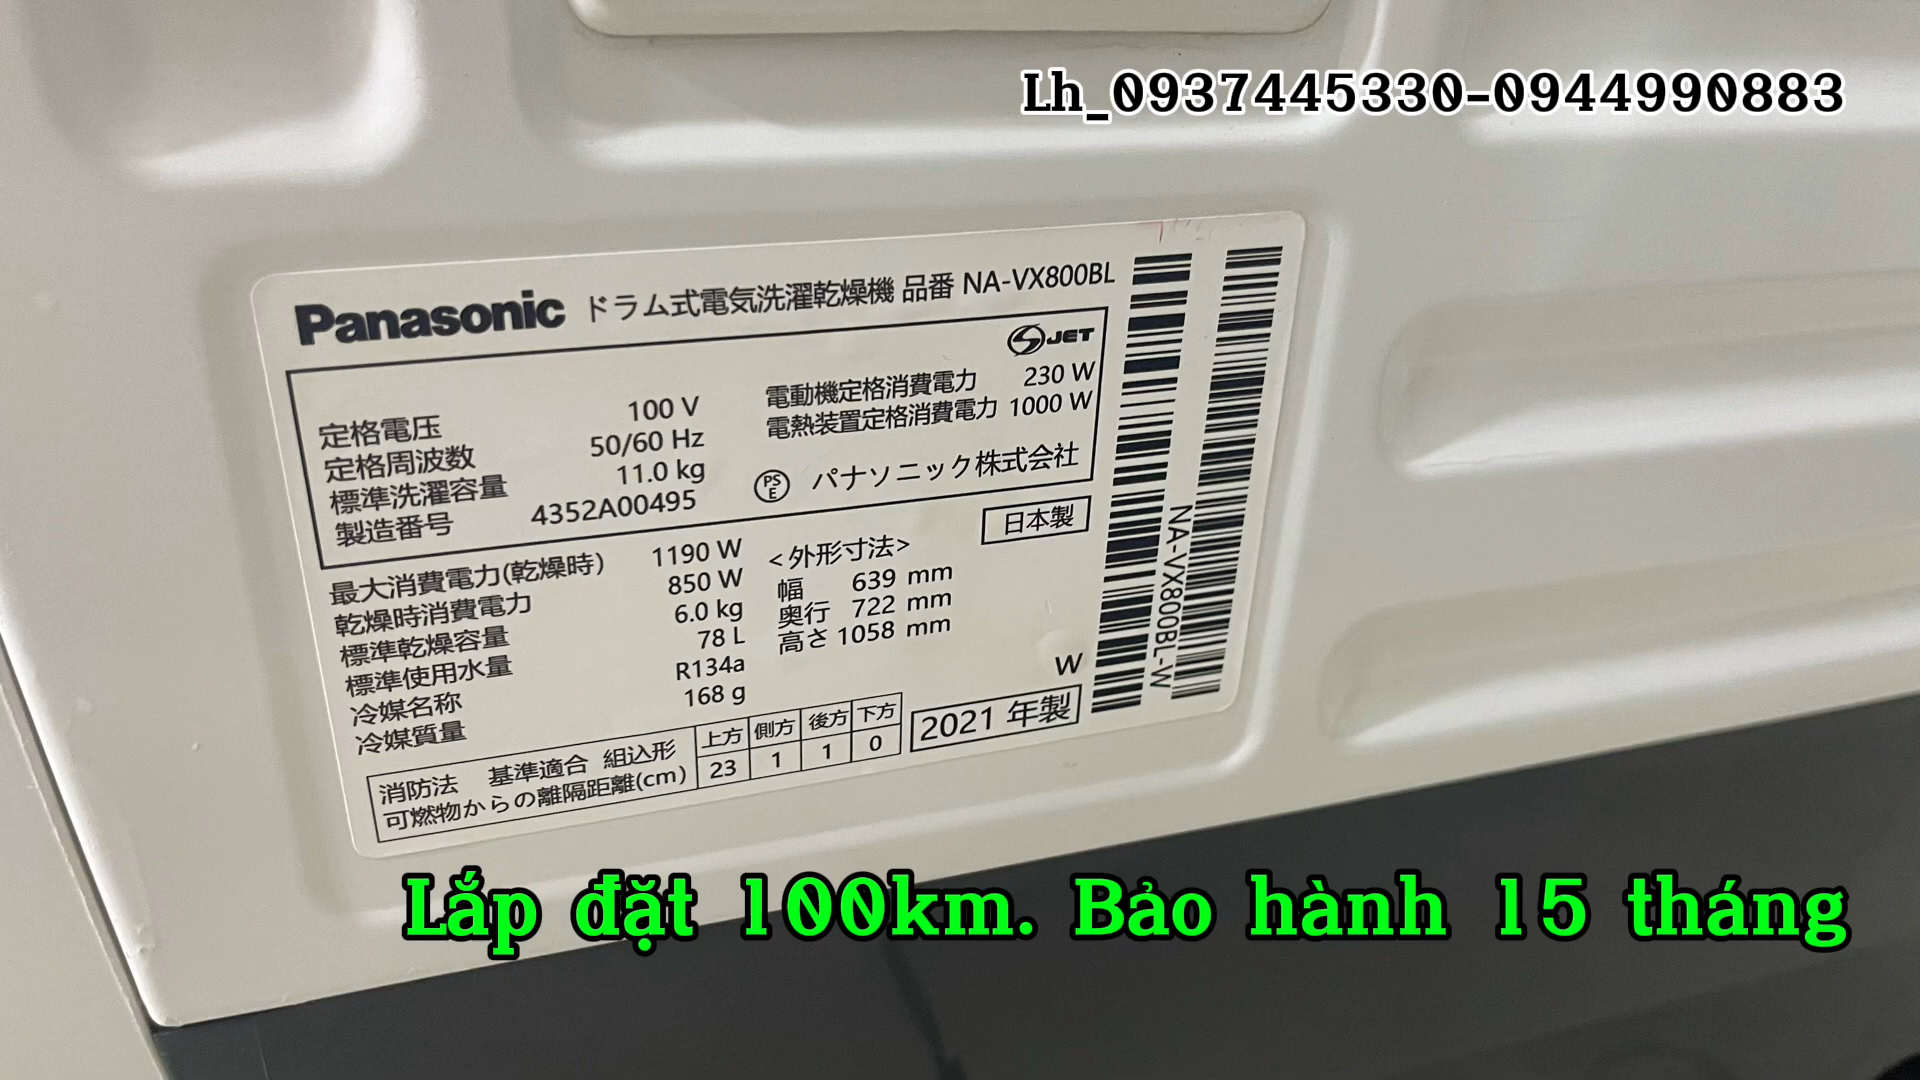 Lh_0937445330-0944990883
Panasonic ドラム式電気洗濯乾燥機 品番 NA-VX800BL
JET
定格電圧 100 V
定格周波数 50/60 Hz
標準洗濯容量 11.0 kg
製造番号 4352A00495
電動機定格消費電力 230 W
電熱装置定格消費電力 1000 W
PSE パナソニック株式会社
日本製
最大消費電力(乾燥時) 1190 W
乾燥時消費電力 850 W
標準乾燥容量 6.0 kg
標準使用水量 78 L
冷媒名称 R134a
冷媒質量 168 g
<外形寸法>
幅 639 mm
奥行 722 mm
高さ 1058 mm
W
2021 年製
消防法 基準適合 組込形
可燃物からの離隔距離(cm)
上方 側方 後方 下方
23 1 1 0
NA-VX800BL-W
Lắp đặt 100km. Bảo hành 15 tháng